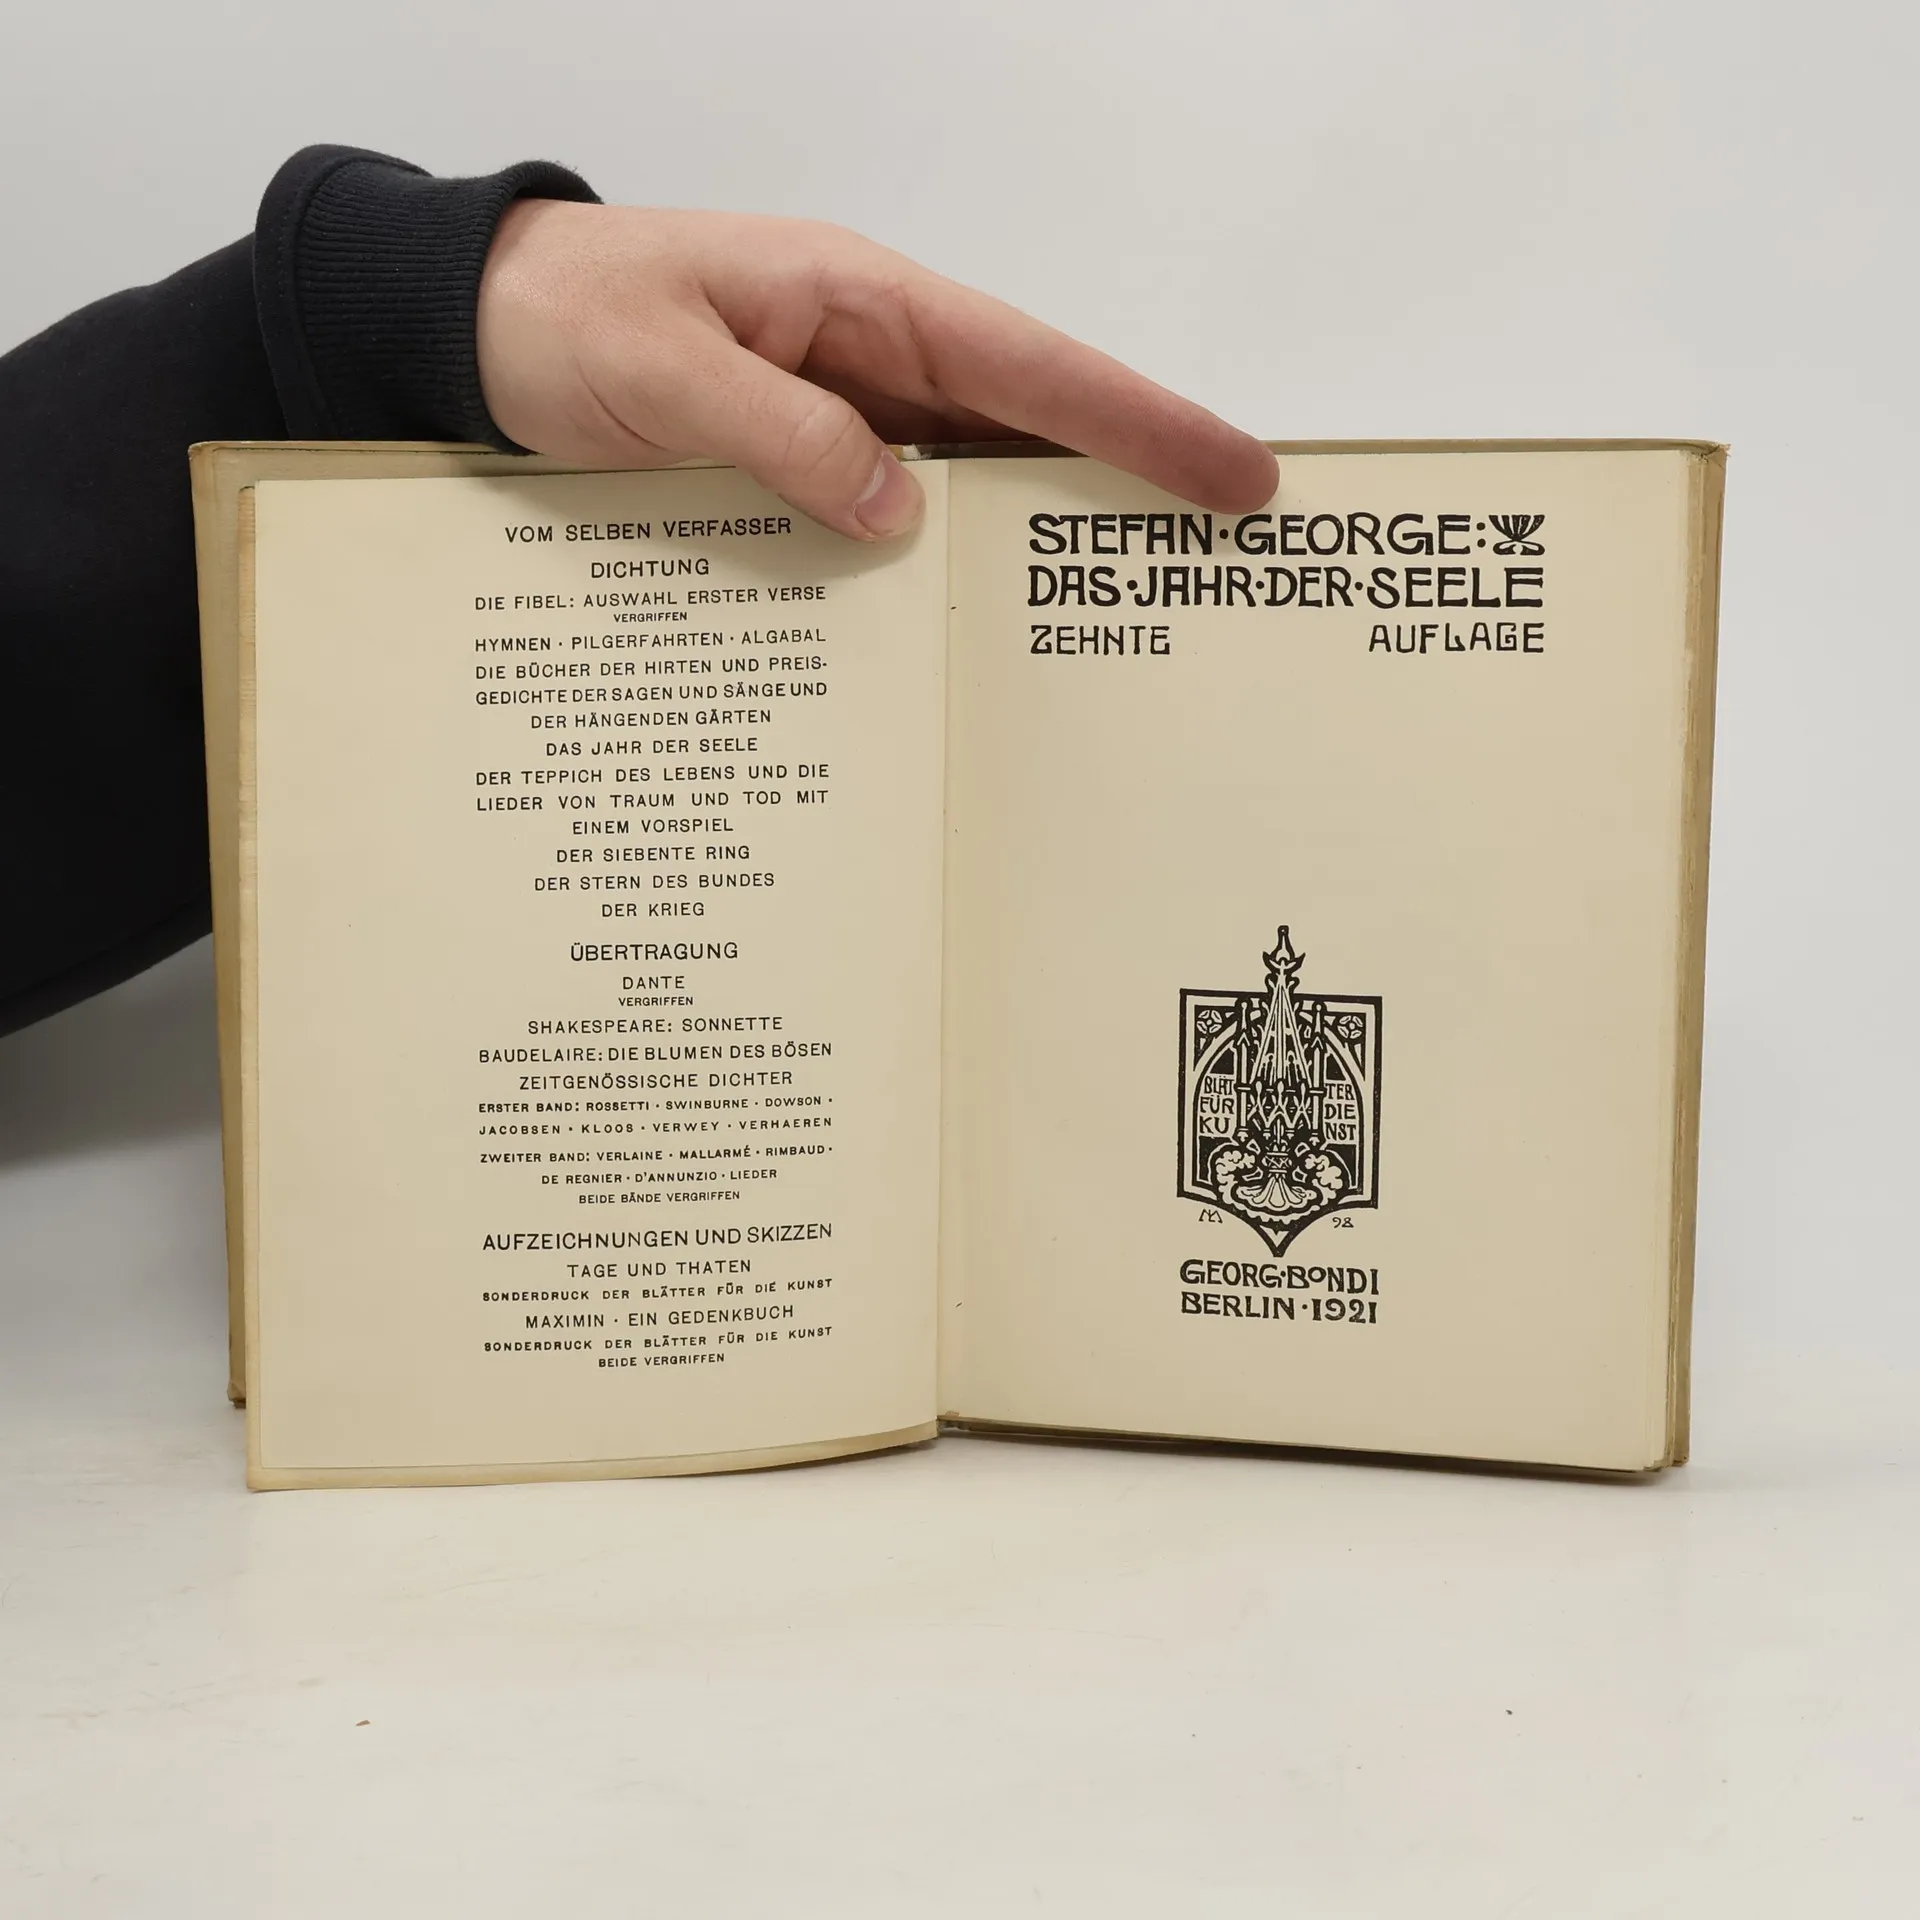 VOM SELBEN VERFASSER
DICHTUNG
DIE FIBEL: AUSWAHL ERSTER VERSE
VERGRIFFEN
HYMNEN · PILGERFAHRTEN · ALGABAL
DIE BÜCHER DER HIRTEN UND PREIS-
GEDICHTE DER SAGEN UND SÄNGE UND
DER HÄNGENDEN GÄRTEN
DAS JAHR DER SEELE
DER TEPPICH DES LEBENS UND DIE
LIEDER VON TRAUM UND TOD MIT
EINEM VORSPIEL
DER SIEBENTE RING
DER STERN DES BUNDES
DER KRIEG
ÜBERTRAGUNG
DANTE
VERGRIFFEN
SHAKESPEARE: SONNETTE
BAUDELAIRE: DIE BLUMEN DES BÖSEN
ZEITGENÖSSISCHE DICHTER
ERSTER BAND: ROSSETTI · SWINBURNE · DOWSON ·
JACOBSEN · KLOOS · VERWEY · VERHAEREN
ZWEITER BAND: VERLAINE · MALLARMÉ · RIMBAUD ·
DE REGNIER · D'ANNUNZIO · LIEDER
BEIDE BÄNDE VERGRIFFEN
AUFZEICHNUNGEN UND SKIZZEN
TAGE UND THATEN
SONDERDRUCK DER BLÄTTER FÜR DIE KUNST
MAXIMIN · EIN GEDENKBUCH
SONDERDRUCK DER BLÄTTER FÜR DIE KUNST
BEIDE VERGRIFFEN
STEFAN·GEORGE:
DAS·JAHR·DER·SEELE
ZEHNTE AUFLAGE
BLÄT TER
FÜR DIE
KU NST
ML 98
GEORG·BONDI
BERLIN·1921